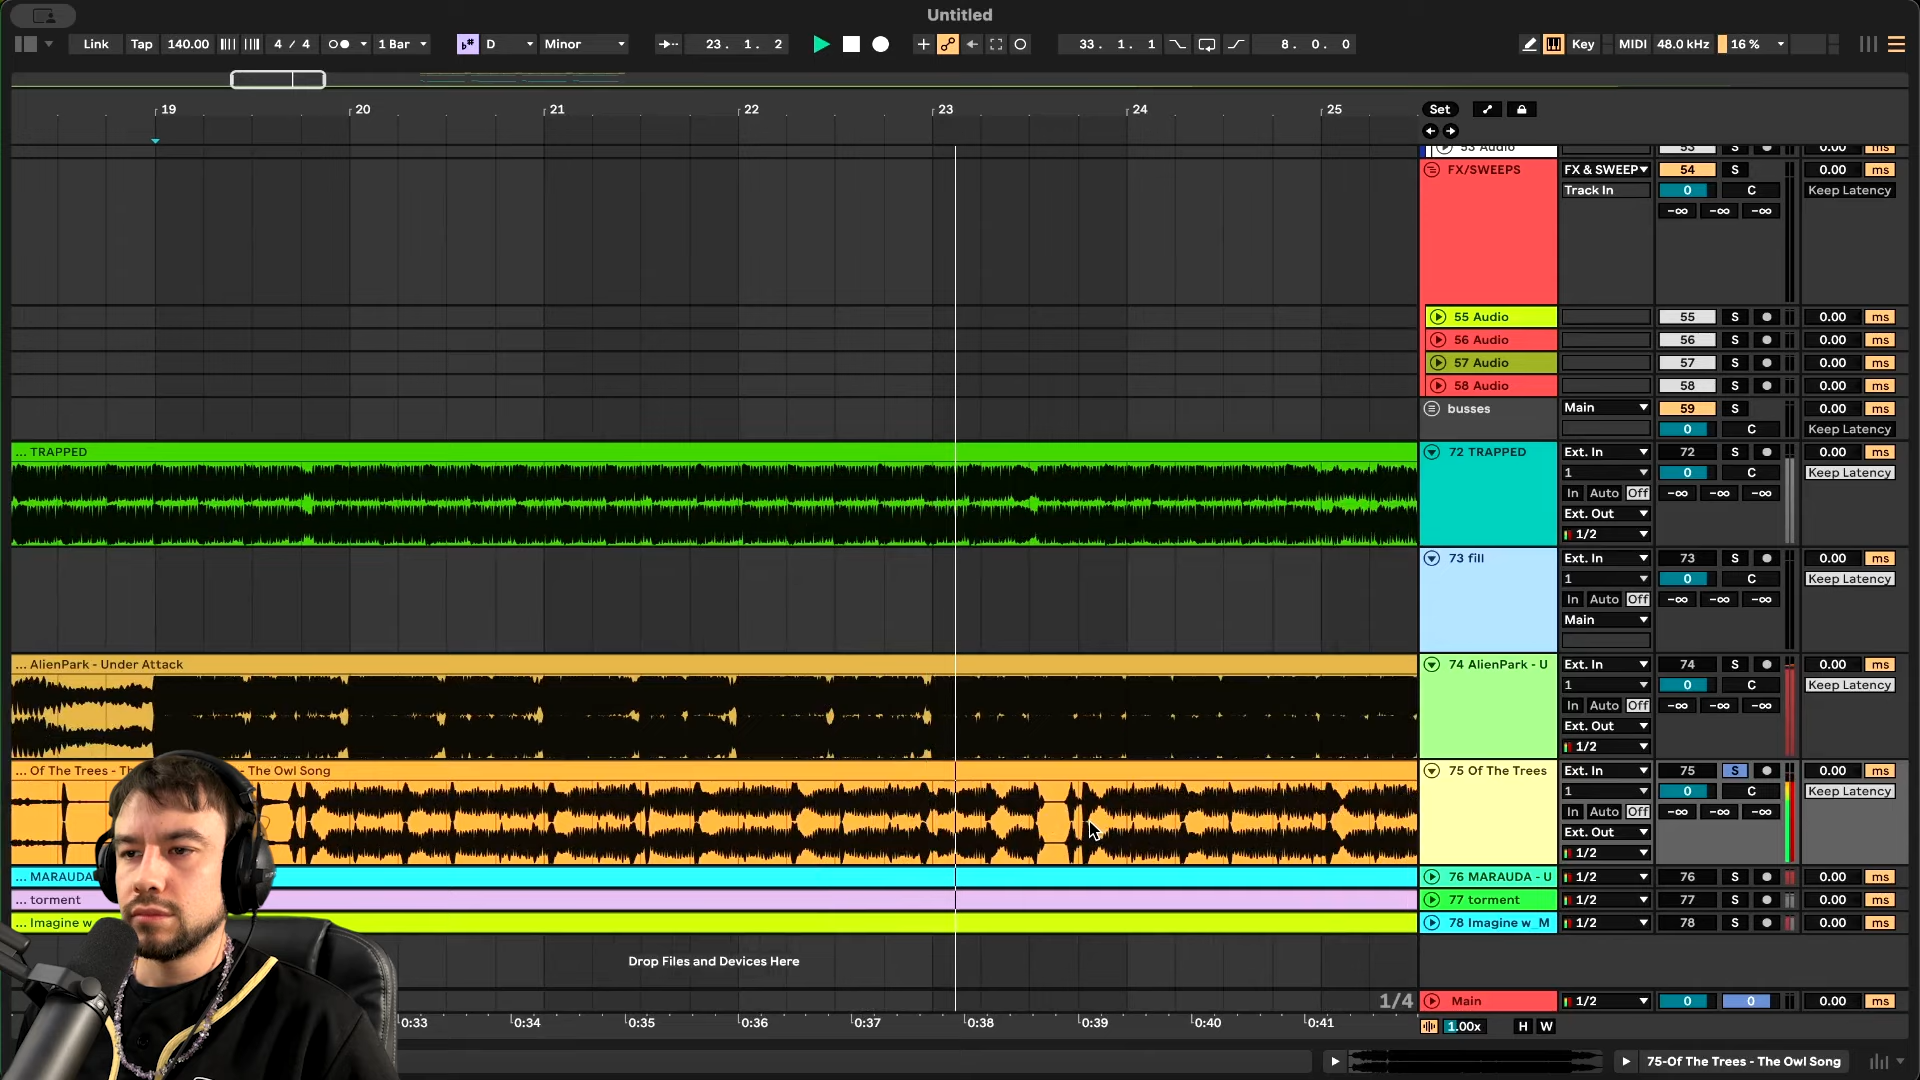 Untitled
Link Tap 140.00 4 / 4 1 Bar D Minor 23. 1. 2 33. 1. 1 8. 0. 0 Key MIDI 48.0 kHz 16 %
19 20 21 22 23 24 25 Set
53 Audio 53 S 0.00 ms
FX/SWEEPS FX & SWEEP 54 S 0.00 ms
Track In 0 C Keep Latency
-∞ -∞ -∞
55 Audio 55 S 0.00 ms
56 Audio 56 S 0.00 ms
57 Audio 57 S 0.00 ms
58 Audio 58 S 0.00 ms
busses Main 59 S 0.00 ms
0 C Keep Latency
... TRAPPED 72 TRAPPED Ext. In 72 S 0.00 ms
1 0 C Keep Latency
In Auto Off -∞ -∞ -∞
Ext. Out
1/2
73 fill Ext. In 73 S 0.00 ms
1 0 C Keep Latency
In Auto Off -∞ -∞ -∞
Main
... AlienPark - Under Attack 74 AlienPark - U Ext. In 74 S 0.00 ms
1 0 C Keep Latency
In Auto Off -∞ -∞ -∞
Ext. Out
1/2
... Of The Trees - Th - The Owl Song 75 Of The Trees Ext. In 75 S 0.00 ms
1 0 C Keep Latency
In Auto Off -∞ -∞ -∞
Ext. Out
1/2
... MARAUDA 76 MARAUDA - U 1/2 76 S 0.00 ms
... torment 77 torment 1/2 77 S 0.00 ms
... Imagine w 78 Imagine w_M 1/2 78 S 0.00 ms
Drop Files and Devices Here
1/4 Main 1/2 0 0 0.00 ms
0:33 0:34 0:35 0:36 0:37 0:38 0:39 0:40 0:41 1.00x H W
75-Of The Trees - The Owl Song